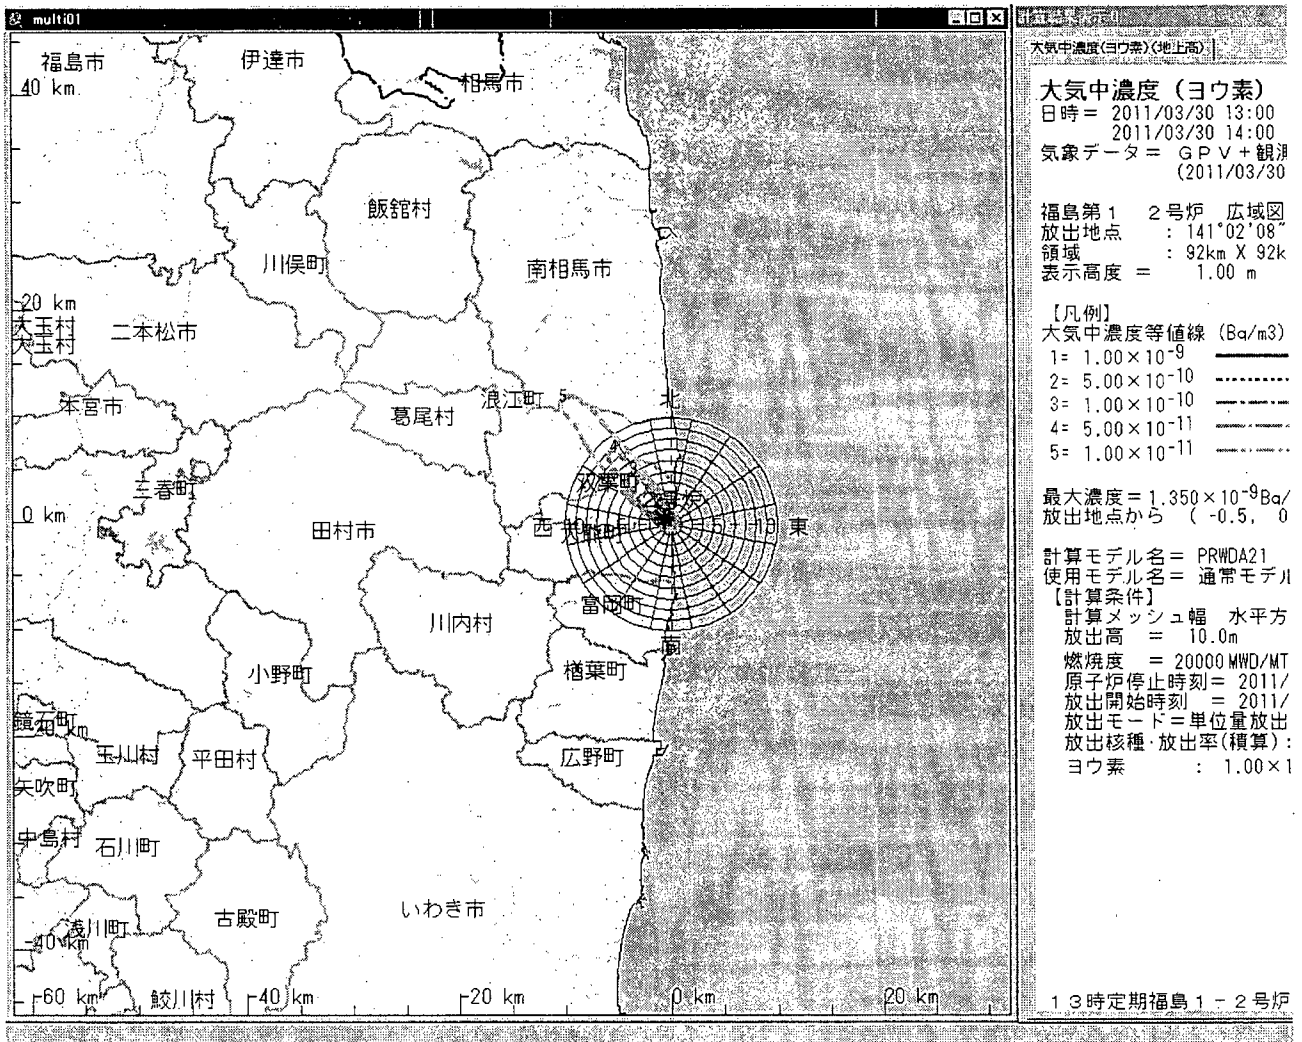 multi01
福島市
伊達市
相馬市
40 km
飯舘村
川俣町
南相馬市
20 km
大玉村
大玉村
二本松市
本宮市
葛尾村
浪江町
5
北
三春町
双葉町
0 km
田村市
西
10
東
富岡町
川内村
南
小野町
楢葉町
鏡石町
-20 km
玉川村
平田村
広野町
矢吹町
中島村
石川町
古殿町
いわき市
浅川町
-40 km
-60 km
鮫川村
-40 km
-20 km
0 km
20 km
計算結果表示:0
大気中濃度(ヨウ素)(地上高)
大気中濃度(ヨウ素)
日時= 2011/03/30 13:00
2011/03/30 14:00
気象データ= GPV+観測
(2011/03/30
福島第1 2号炉 広域図
放出地点 : 141°02'08"
領域 : 92km X 92k
表示高度 = 1.00 m
【凡例】
大気中濃度等値線 (Bq/m3)
1= 1.00×10-9
2= 5.00×10-10
3= 1.00×10-10
4= 5.00×10-11
5= 1.00×10-11
最大濃度=1.350×10-9Bq/
放出地点から ( -0.5, 0
計算モデル名= PRWDA21
使用モデル名= 通常モデル
【計算条件】
計算メッシュ幅 水平方
放出高 = 10.0m
燃焼度 = 20000MWD/MT
原子炉停止時刻= 2011/
放出開始時刻 = 2011/
放出モード=単位量放出
放出核種・放出率(積算):
ヨウ素 : 1.00×1
13時定期福島1-2号炉